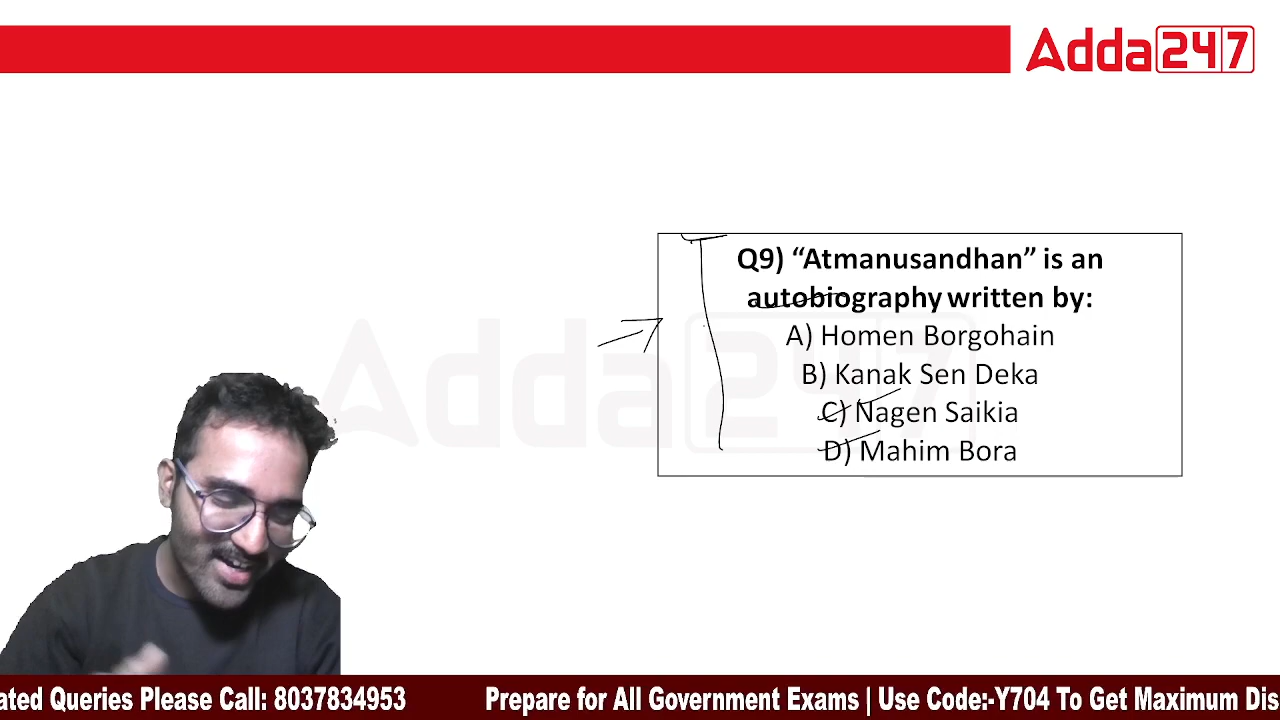 Adda247
Q9) “Atmanusandhan” is an
autobiography written by:
A) Homen Borgohain
B) Kanak Sen Deka
C) Nagen Saikia
D) Mahim Bora
Adda247
ated Queries Please Call: 8037834953 Prepare for All Government Exams | Use Code:-Y704 To Get Maximum Dis